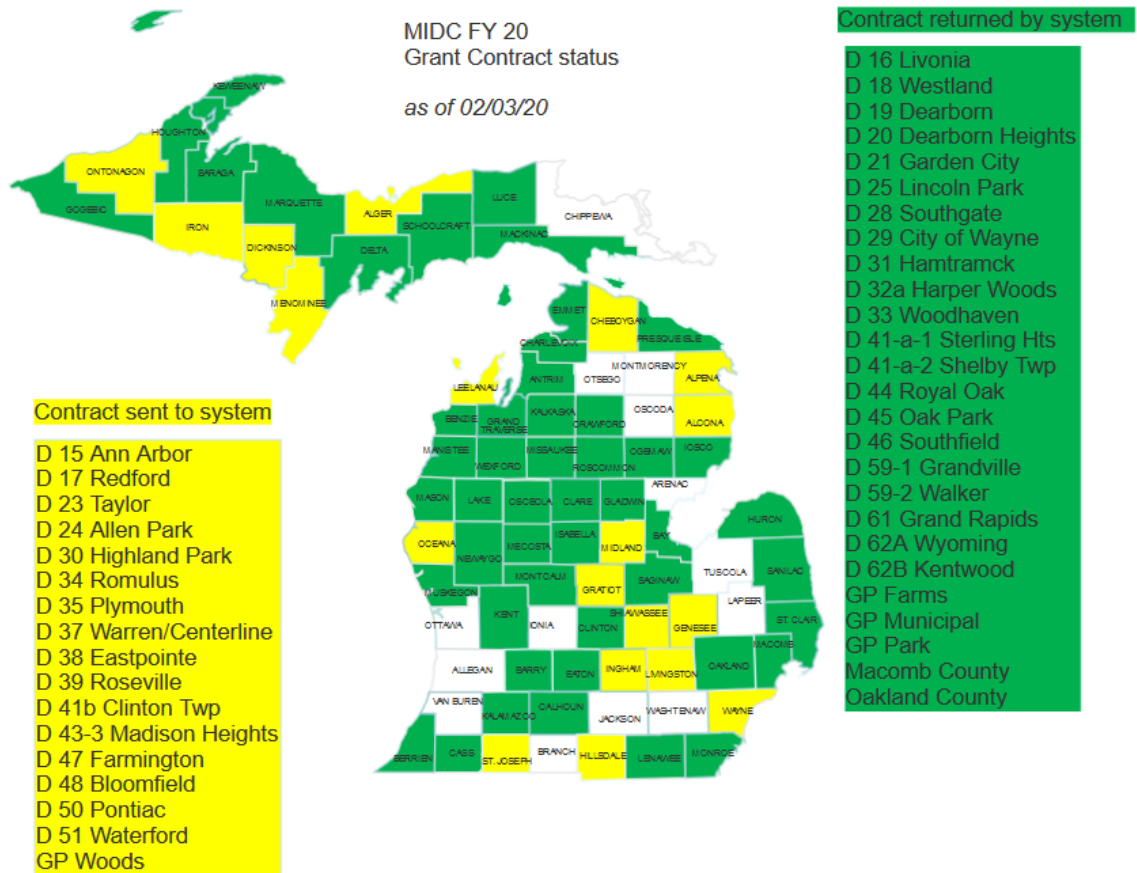 MIDC FY 20
Grant Contract status
as of 02/03/20
Contract returned by system
D 16 Livonia
D 18 Westland
D 19 Dearborn
D 20 Dearborn Heights
D 21 Garden City
D 25 Lincoln Park
D 28 Southgate
D 29 City of Wayne
D 31 Hamtramck
D 32a Harper Woods
D 33 Woodhaven
D 41-a-1 Sterling Hts
D 41-a-2 Shelby Twp
D 44 Royal Oak
D 45 Oak Park
D 46 Southfield
D 59-1 Grandville
D 59-2 Walker
D 61 Grand Rapids
D 62A Wyoming
D 62B Kentwood
GP Farms
GP Municipal
GP Park
Macomb County
Oakland County
Contract sent to system
D 15 Ann Arbor
D 17 Redford
D 23 Taylor
D 24 Allen Park
D 30 Highland Park
D 34 Romulus
D 35 Plymouth
D 37 Warren/Centerline
D 38 Eastpointe
D 39 Roseville
D 41b Clinton Twp
D 43-3 Madison Heights
D 47 Farmington
D 48 Bloomfield
D 50 Pontiac
D 51 Waterford
GP Woods
KEWEENAW
HOUGHTON
ONTONAGON
BARAGA
GOGEBIC
MARQUETTE
LUCE
ALGER
CHIPPEWA
IRON
SCHOOLCRAFT
MACKINAC
DICKINSON
DELTA
MENOMINEE
EMMET
CHEBOYGAN
PRESQUE ISLE
CHARLEVOIX
MONTMORENCY
ANTRIM
OTSEGO
ALPENA
LEELANAU
BENZIE
GRAND TRAVERSE
KALKASKA
CRAWFORD
OSCODA
ALCONA
MANISTEE
WEXFORD
MISSAUKEE
ROSCOMMON
OGEMAW
IOSCO
ARENAC
MASON
LAKE
OSCEOLA
CLARE
GLADWIN
HURON
OCEANA
NEWAYGO
MECOSTA
ISABELLA
MIDLAND
BAY
TUSCOLA
SANILAC
MUSKEGON
MONTCALM
GRATIOT
SAGINAW
LAPEER
OTTAWA
KENT
IONIA
CLINTON
SHIAWASSEE
GENESEE
ST. CLAIR
MACOMB
ALLEGAN
BARRY
EATON
INGHAM
LIVINGSTON
OAKLAND
VAN BUREN
KALAMAZOO
CALHOUN
JACKSON
WASHTENAW
WAYNE
BERRIEN
CASS
ST. JOSEPH
BRANCH
HILLSDALE
LENAWEE
MONROE